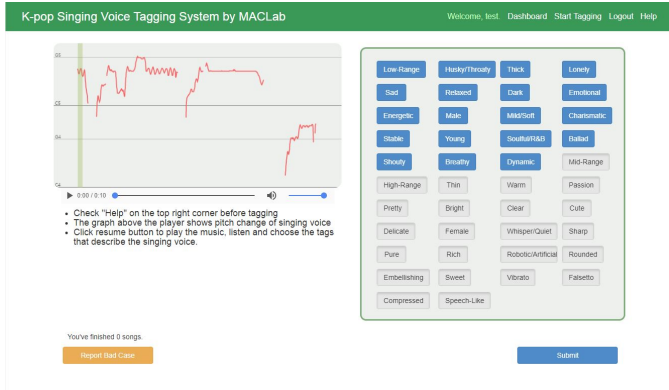 K-pop Singing Voice Tagging System by MACLab
Welcome, test. Dashboard Start Tagging Logout Help
G5
C5
G4
C4
0:00 / 0:10
Check "Help" on the top right corner before tagging
The graph above the player shows pitch change of singing voice
Click resume button to play the music, listen and choose the tags
that describe the singing voice.
Low-Range Husky/Throaty Thick Lonely
Sad Relaxed Dark Emotional
Energetic Male Mild/Soft Charismatic
Stable Young Soulful/R&B Ballad
Shouty Breathy Dynamic Mid-Range
High-Range Thin Warm Passion
Pretty Bright Clear Cute
Delicate Female Whisper/Quiet Sharp
Pure Rich Robotic/Artificial Rounded
Embellishing Sweet Vibrato Falsetto
Compressed Speech-Like
You've finished 0 songs.
Report Bad Case
Submit